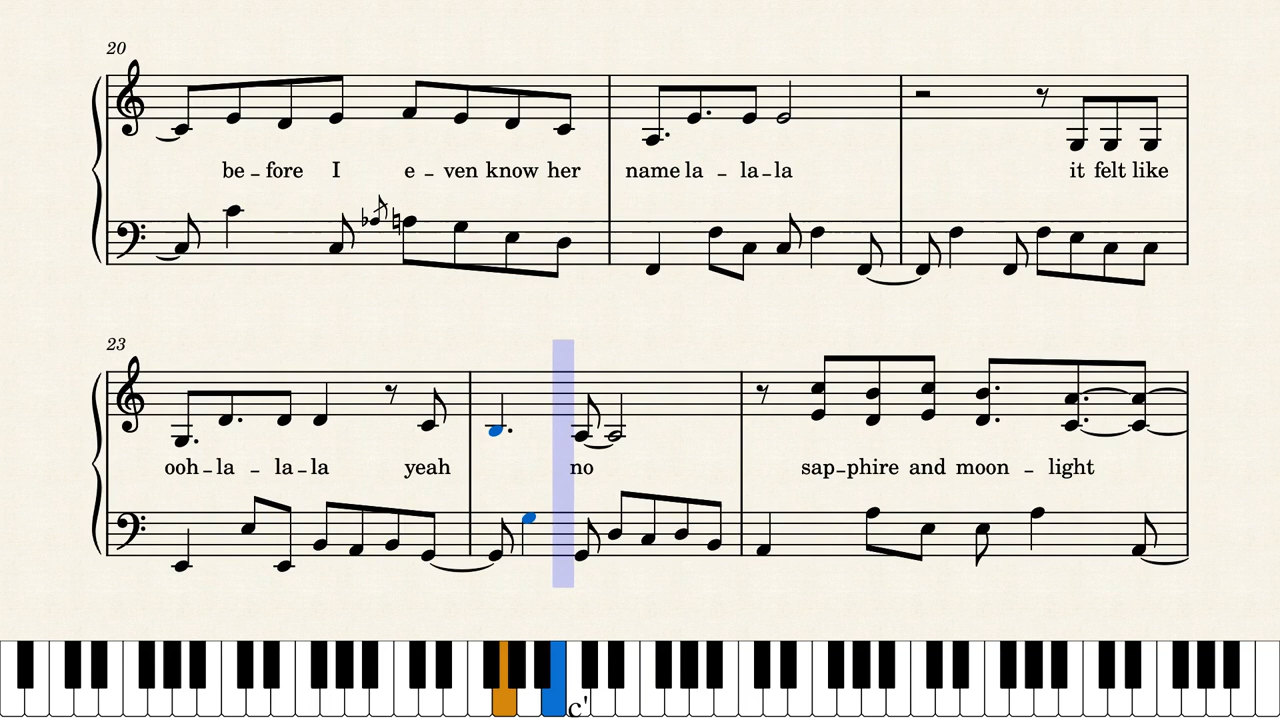 20
be – fore I e – ven know her name la – la – la it felt like
23
ooh – la – la – la yeah no sap – phire and moon – light
c'